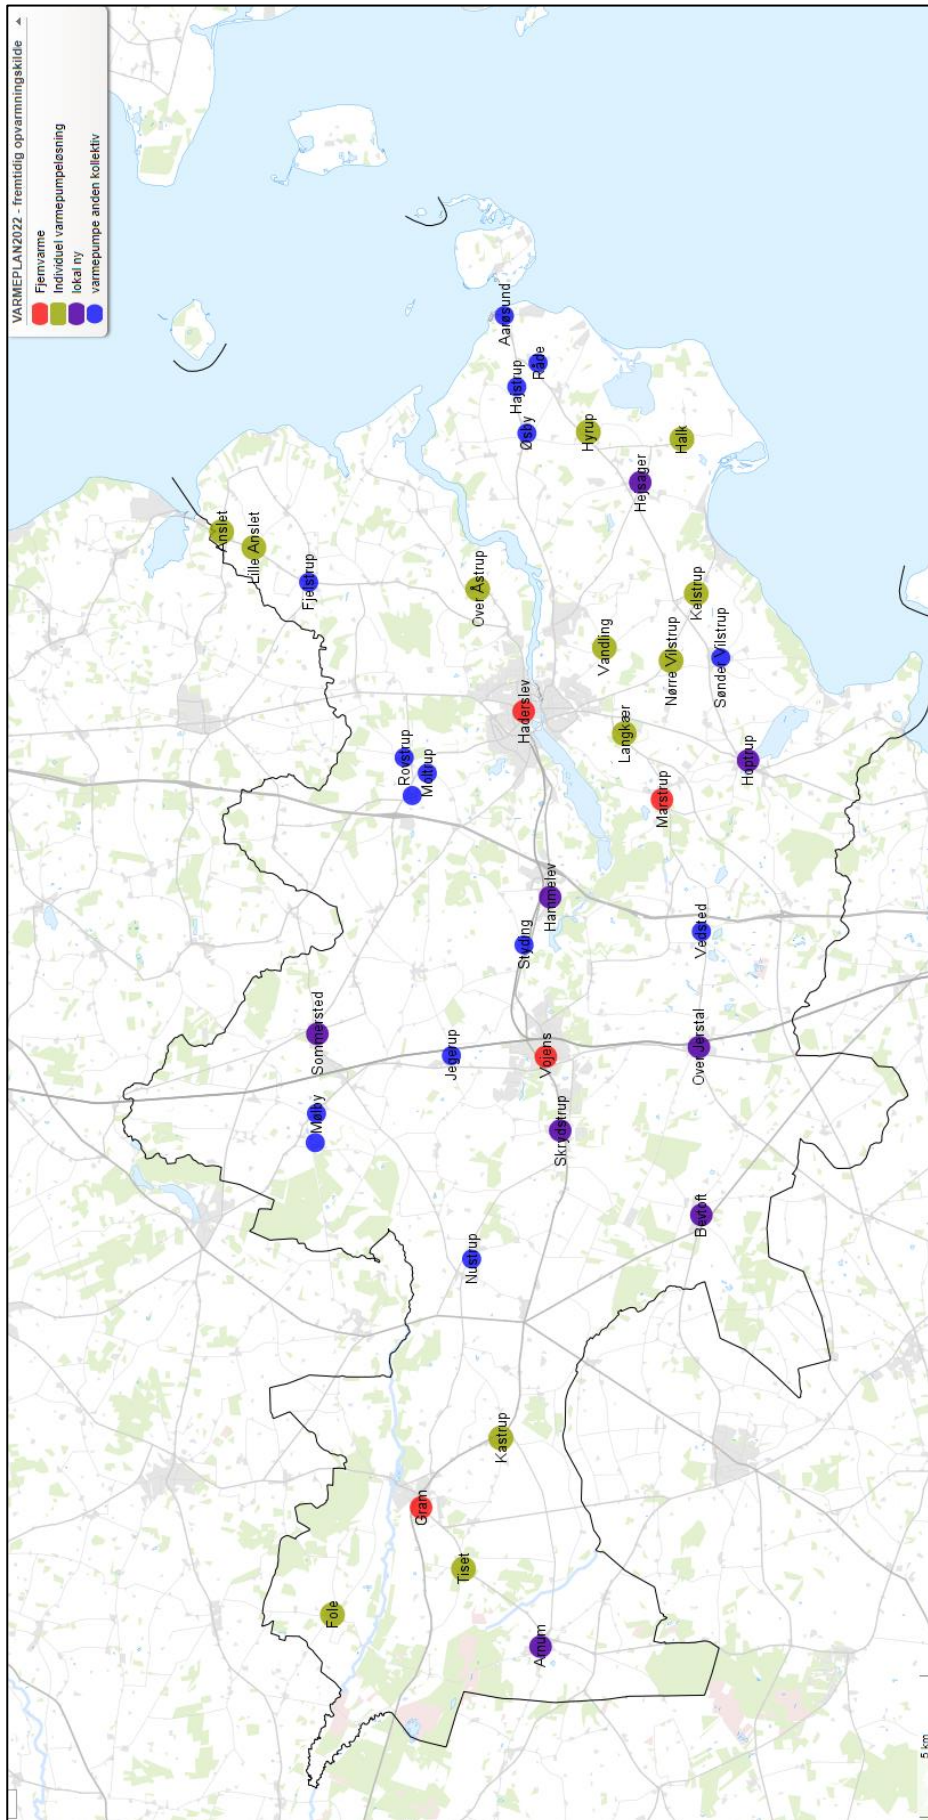 VARMEPLAN2022 - fremtidig opvarmningskilde
Fjernvarme
Individuel varmepumpeløsning
lokal ny
varmepumpe anden kollektiv
Anslet
Lille Anslet
Fjelstrup
Over Åstrup
Aarøsund
Hajstrup
Råde
Øsby
Hyrup
Halk
Hejsager
Kelstrup
Vandling
Nørre Vilstrup
Sønder Vilstrup
Langkær
Hoptrup
Marstrup
Haderslev
Rovstrup
Moltrup
Hammelev
Styding
Vedsted
Sommersted
Mølby
Jegerup
Vojens
Over Jerstal
Skrydstrup
Bevtoft
Nustrup
Kastrup
Gram
Tiset
Fole
Arnum
5 km